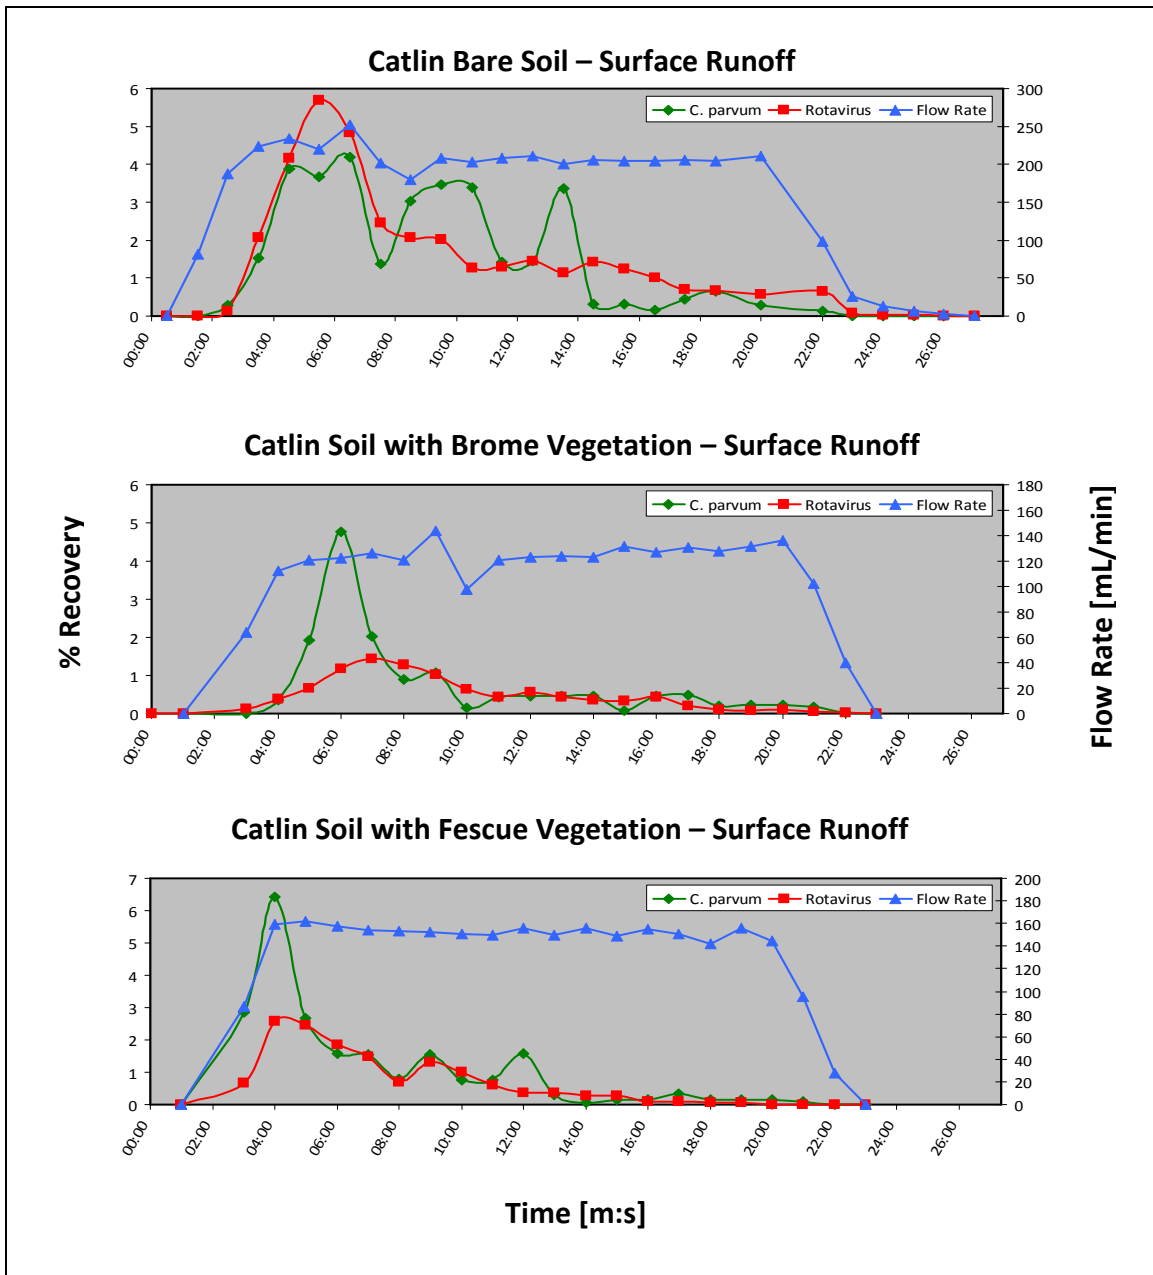 Catlin Bare Soil – Surface Runoff
C. parvum Rotavirus Flow Rate
6 5 4 3 2 1 0
300 250 200 150 100 50 0
00:00 02:00 04:00 06:00 08:00 10:00 12:00 14:00 16:00 18:00 20:00 22:00 24:00 26:00
Catlin Soil with Brome Vegetation – Surface Runoff
C. parvum Rotavirus Flow Rate
6 5 4 3 2 1 0
180 160 140 120 100 80 60 40 20 0
00:00 02:00 04:00 06:00 08:00 10:00 12:00 14:00 16:00 18:00 20:00 22:00 24:00 26:00
% Recovery
Flow Rate [mL/min]
Catlin Soil with Fescue Vegetation – Surface Runoff
C. parvum Rotavirus Flow Rate
7 6 5 4 3 2 1 0
200 180 160 140 120 100 80 60 40 20 0
00:00 02:00 04:00 06:00 08:00 10:00 12:00 14:00 16:00 18:00 20:00 22:00 24:00 26:00
Time [m:s]